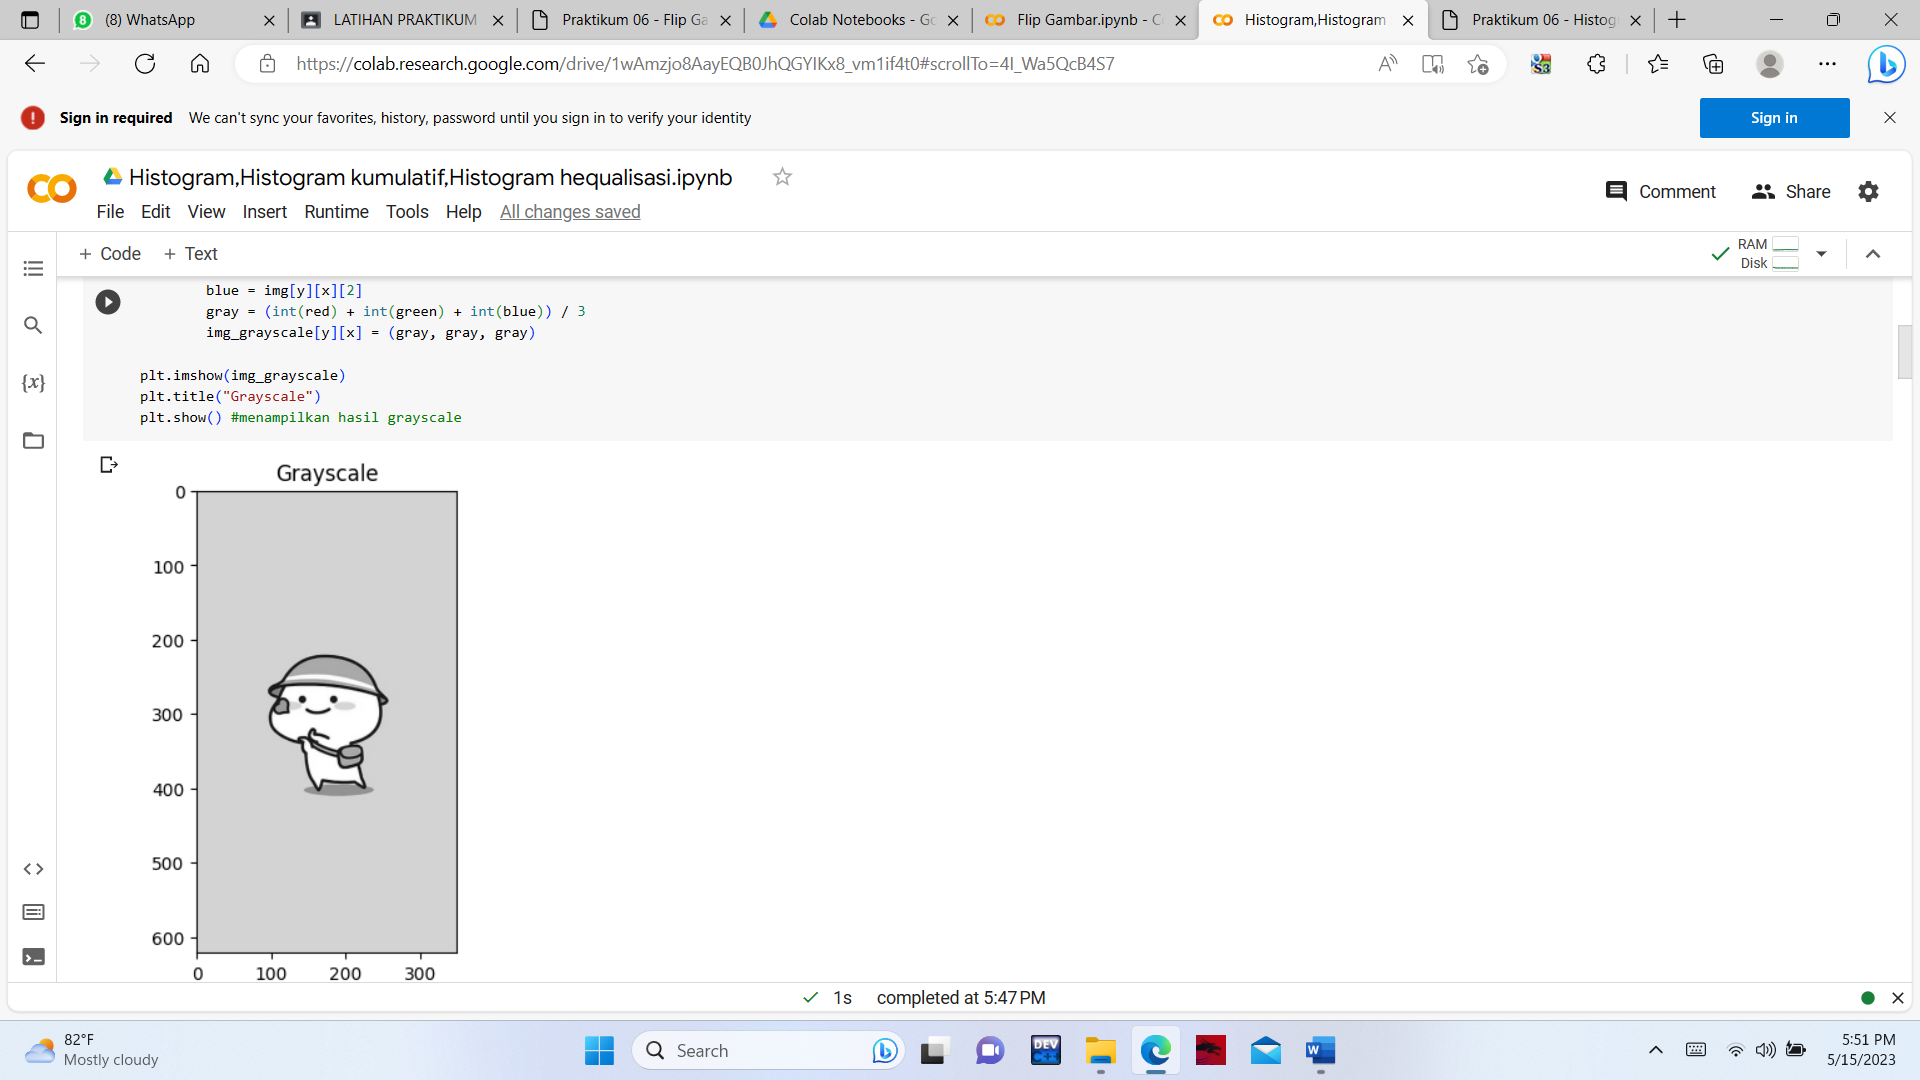 (8) WhatsApp
LATIHAN PRAKTIKUM
Praktikum 06 - Flip Ga
Colab Notebooks - Go
Flip Gambar.ipynb - C
Histogram,Histogram
Praktikum 06 - Histog
https://colab.research.google.com/drive/1wAmzjo8AayEQB0JhQGYIKx8_vm1if4t0#scrollTo=4I_Wa5QcB4S7
Sign in required We can't sync your favorites, history, password until you sign in to verify your identity
Sign in
Histogram,Histogram kumulatif,Histogram hequalisasi.ipynb
Comment
Share
File Edit View Insert Runtime Tools Help All changes saved
+ Code + Text
RAM
Disk
blue = img[y][x][2]
gray = (int(red) + int(green) + int(blue)) / 3
img_grayscale[y][x] = (gray, gray, gray)
plt.imshow(img_grayscale)
plt.title("Grayscale")
plt.show() #menampilkan hasil grayscale
Grayscale
0
100
200
300
400
500
600
0 100 200 300
1s completed at 5:47 PM
82°F
Mostly cloudy
Search
DEV
C++
W
5:51 PM
5/15/2023